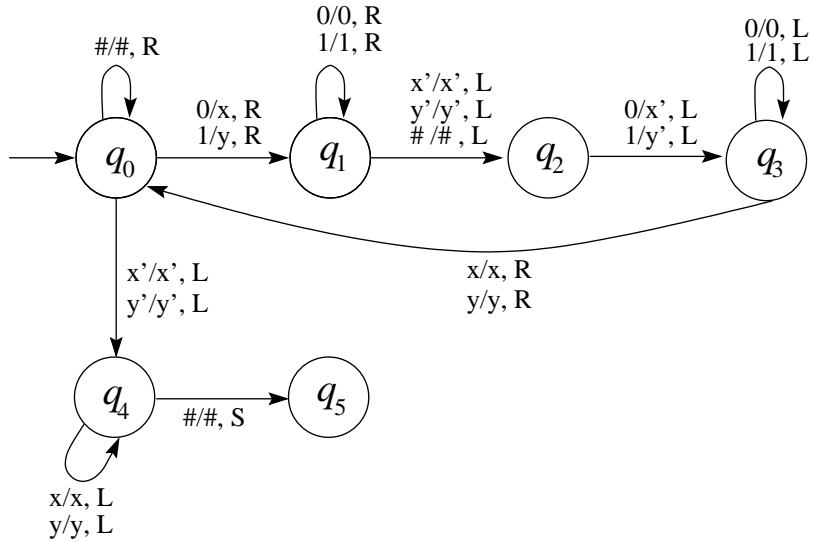 #/#, R
0/0, R
1/1, R
0/0, L
1/1, L
0/x, R
1/y, R
x’/x’, L
y’/y’, L
# /# , L
0/x’, L
1/y’, L
q0
q1
q2
q3
x/x, R
y/y, R
x’/x’, L
y’/y’, L
q4
q5
#/#, S
x/x, L
y/y, L